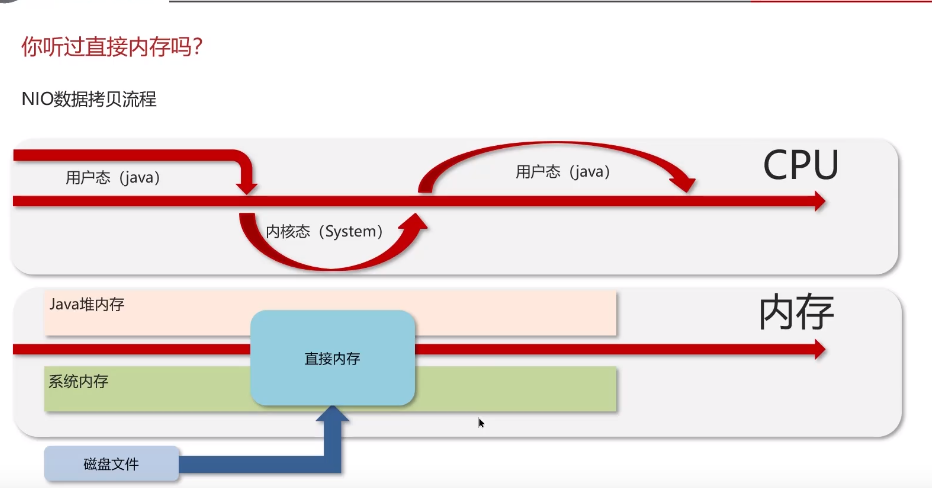 你听过直接内存吗?
NIO数据拷贝流程
CPU
用户态（java）
用户态（java）
内核态（System）
内存
Java堆内存
直接内存
系统内存
磁盘文件